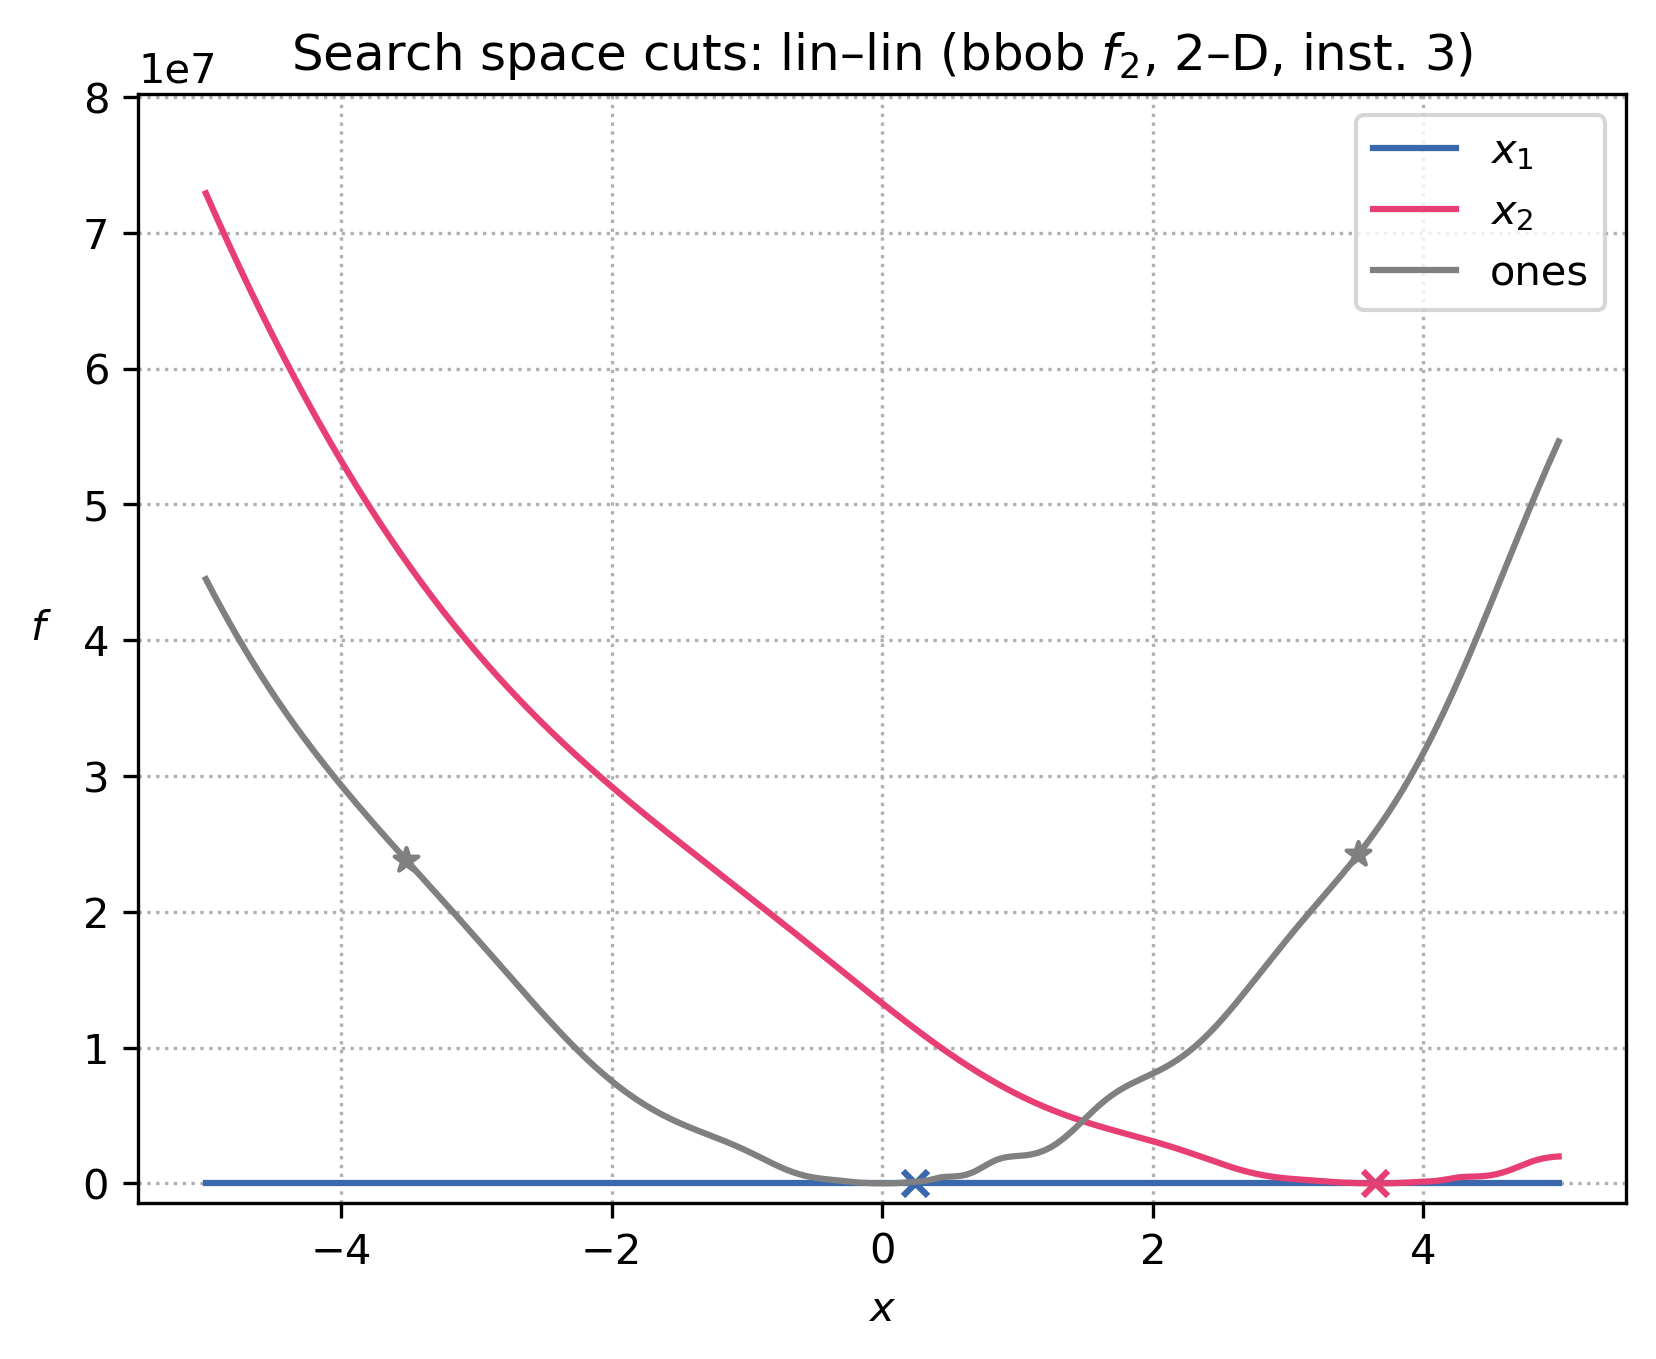 Search space cuts: lin–lin (bbob f₂, 2–D, inst. 3)
1e7
8
7
6
5
4
3
2
1
0
f
x₁
x₂
ones
−4
−2
0
2
4
x